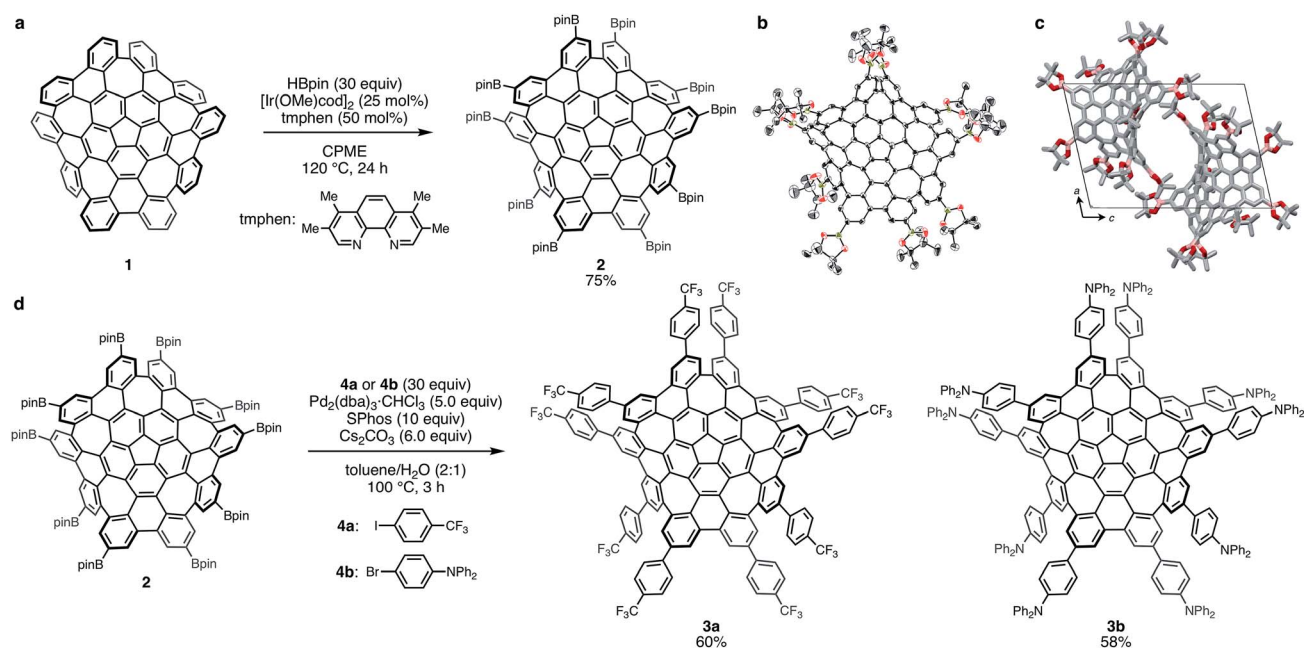 a
HBpin (30 equiv)
[Ir(OMe)cod]2 (25 mol%)
tmphen (50 mol%)
CPME
120 °C, 24 h
tmphen:
Me
Me
Me
Me
N
N
1
pinB
Bpin
pinB
Bpin
pinB
Bpin
pinB
Bpin
pinB
Bpin
2
75%
b
c
a
c
d
pinB
Bpin
pinB
Bpin
pinB
Bpin
pinB
Bpin
pinB
Bpin
2
4a or 4b (30 equiv)
Pd2(dba)3·CHCl3 (5.0 equiv)
SPhos (10 equiv)
Cs2CO3 (6.0 equiv)
toluene/H2O (2:1)
100 °C, 3 h
4a: I CF3
4b: Br NPh2
CF3
CF3
F3C
CF3
F3C
CF3
F3C
CF3
F3C
CF3
3a
60%
NPh2
NPh2
Ph2N
NPh2
Ph2N
NPh2
Ph2N
NPh2
Ph2N
NPh2
3b
58%